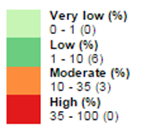 Very low (%)
0 - 1 (0)
Low (%)
1 - 10 (6)
Moderate (%)
10 - 35 (3)
High (%)
35 - 100 (0)